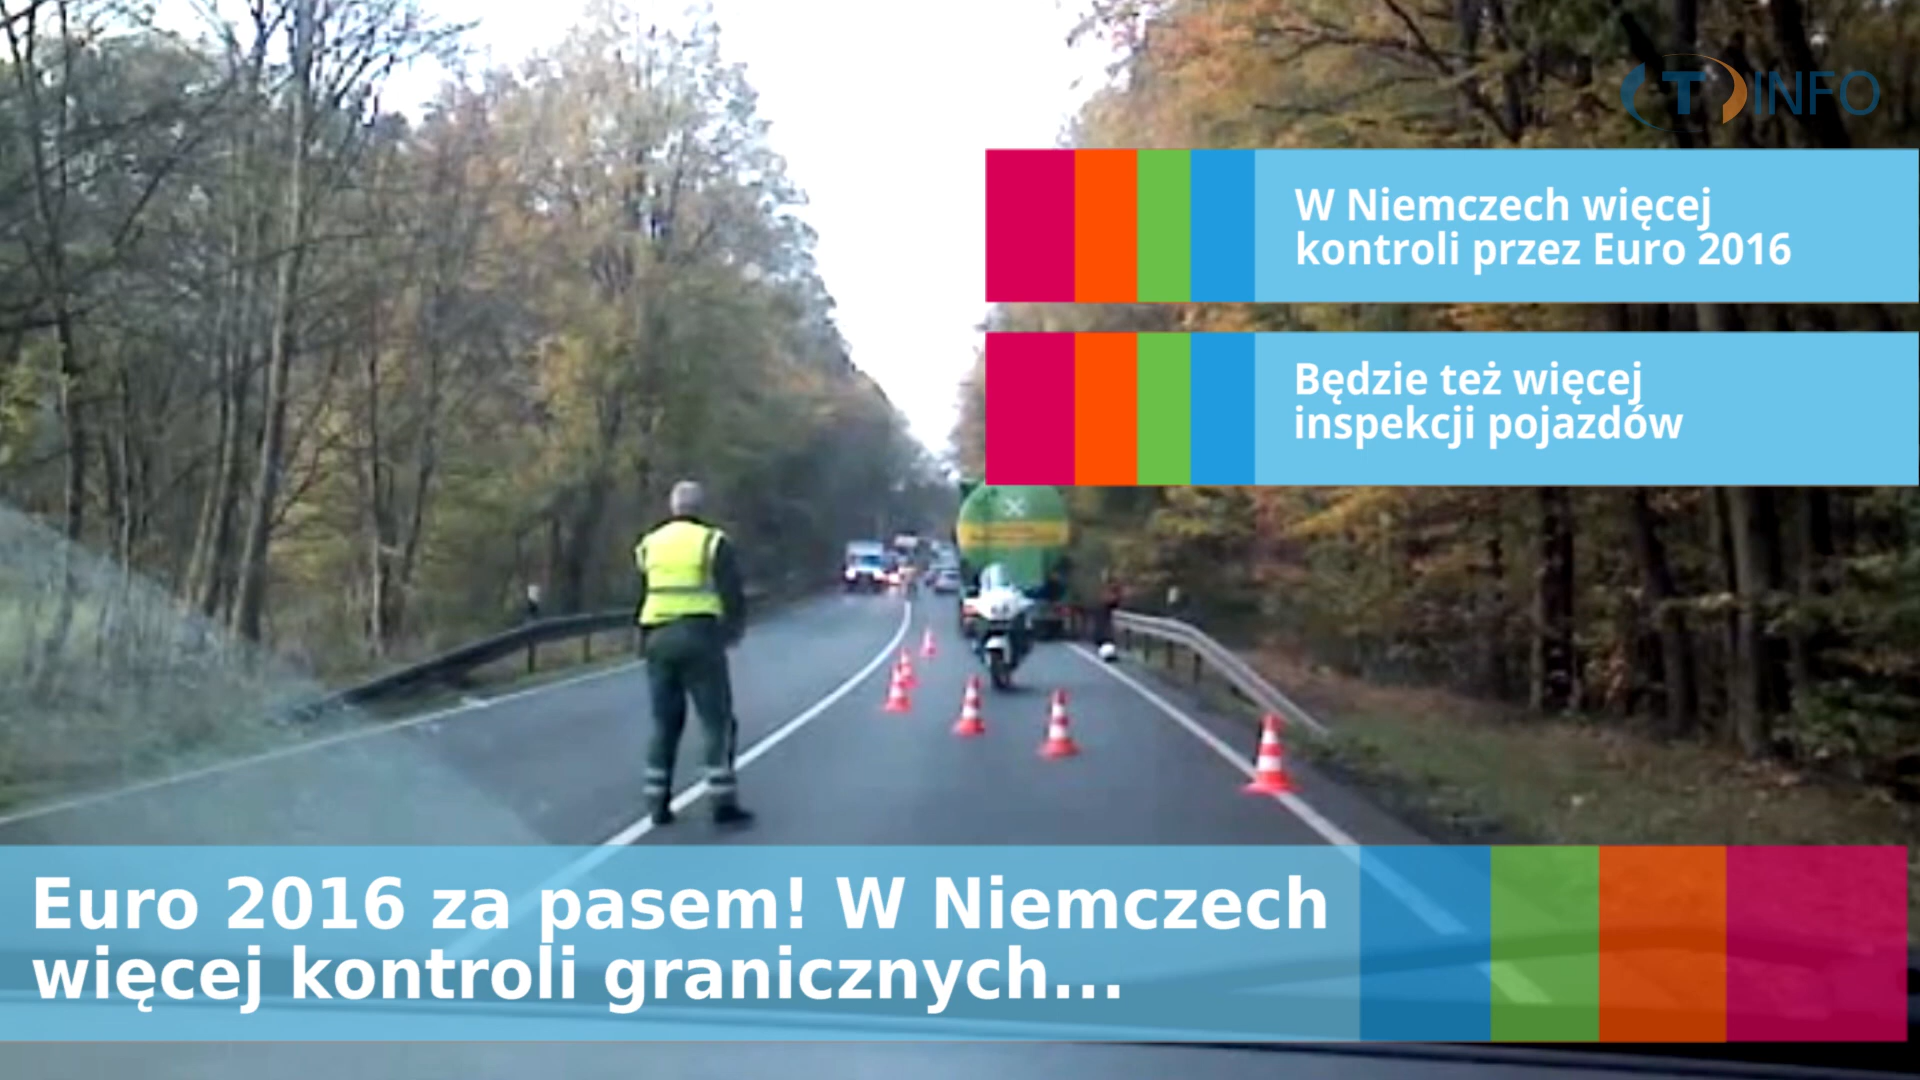 T INFO
W Niemczech więcej
kontroli przez Euro 2016
Będzie też więcej
inspekcji pojazdów
Euro 2016 za pasem! W Niemczech
więcej kontroli granicznych...